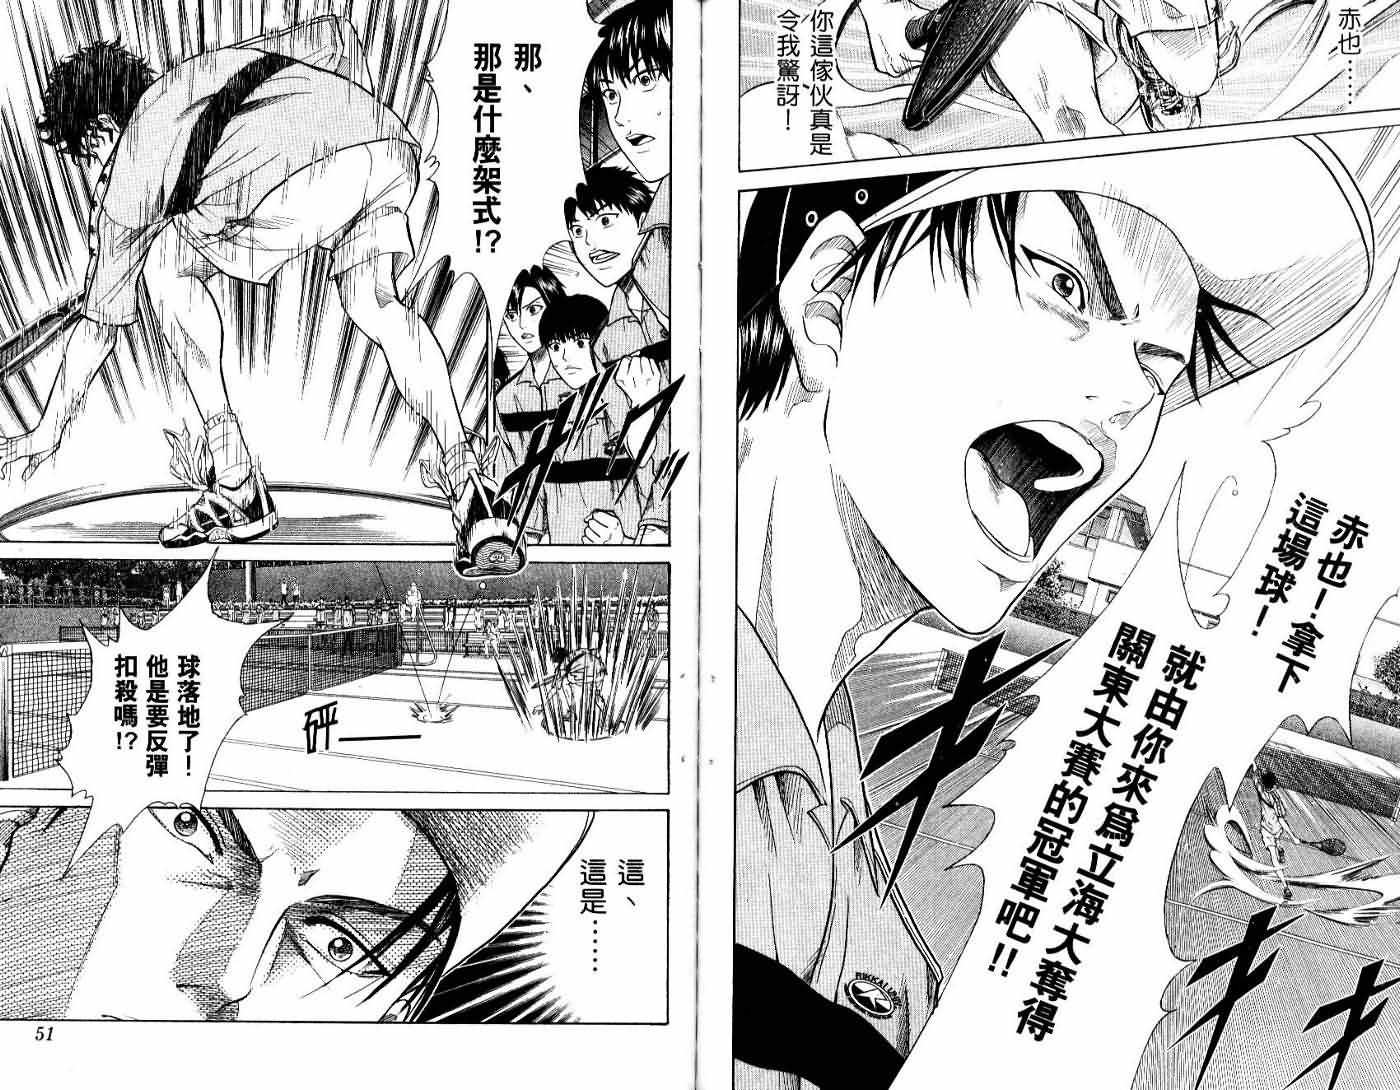 赤也……
你這傢伙真是
令我驚訝！
赤也！拿下
這場球！
就由你來為立海大奪得
關東大賽的冠軍吧!!
RIKKAI
那、
那是什麼架式!?
砰——
球落地了！
他是要反彈
扣殺嗎!?
這、
這是……
51